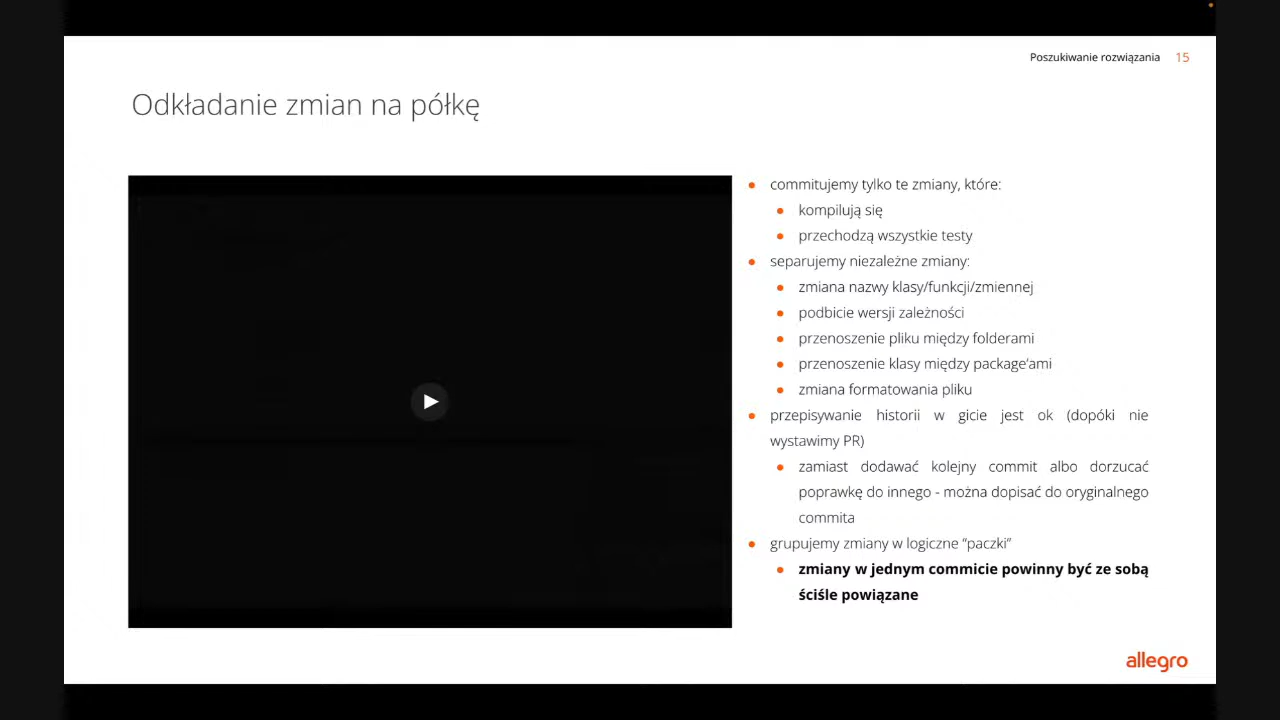 Poszukiwanie rozwiązania 15
Odkładanie zmian na półkę
commitujemy tylko te zmiany, które:
kompilują się
przechodzą wszystkie testy
separujemy niezależne zmiany:
zmiana nazwy klasy/funkcji/zmiennej
podbicie wersji zależności
przenoszenie pliku między folderami
przenoszenie klasy między package’ami
zmiana formatowania pliku
przepisywanie historii w gicie jest ok (dopóki nie
wystawimy PR)
zamiast dodawać kolejny commit albo dorzucać
poprawkę do innego - można dopisać do oryginalnego
commita
grupujemy zmiany w logiczne “paczki”
zmiany w jednym commicie powinny być ze sobą
ściśle powiązane
allegro